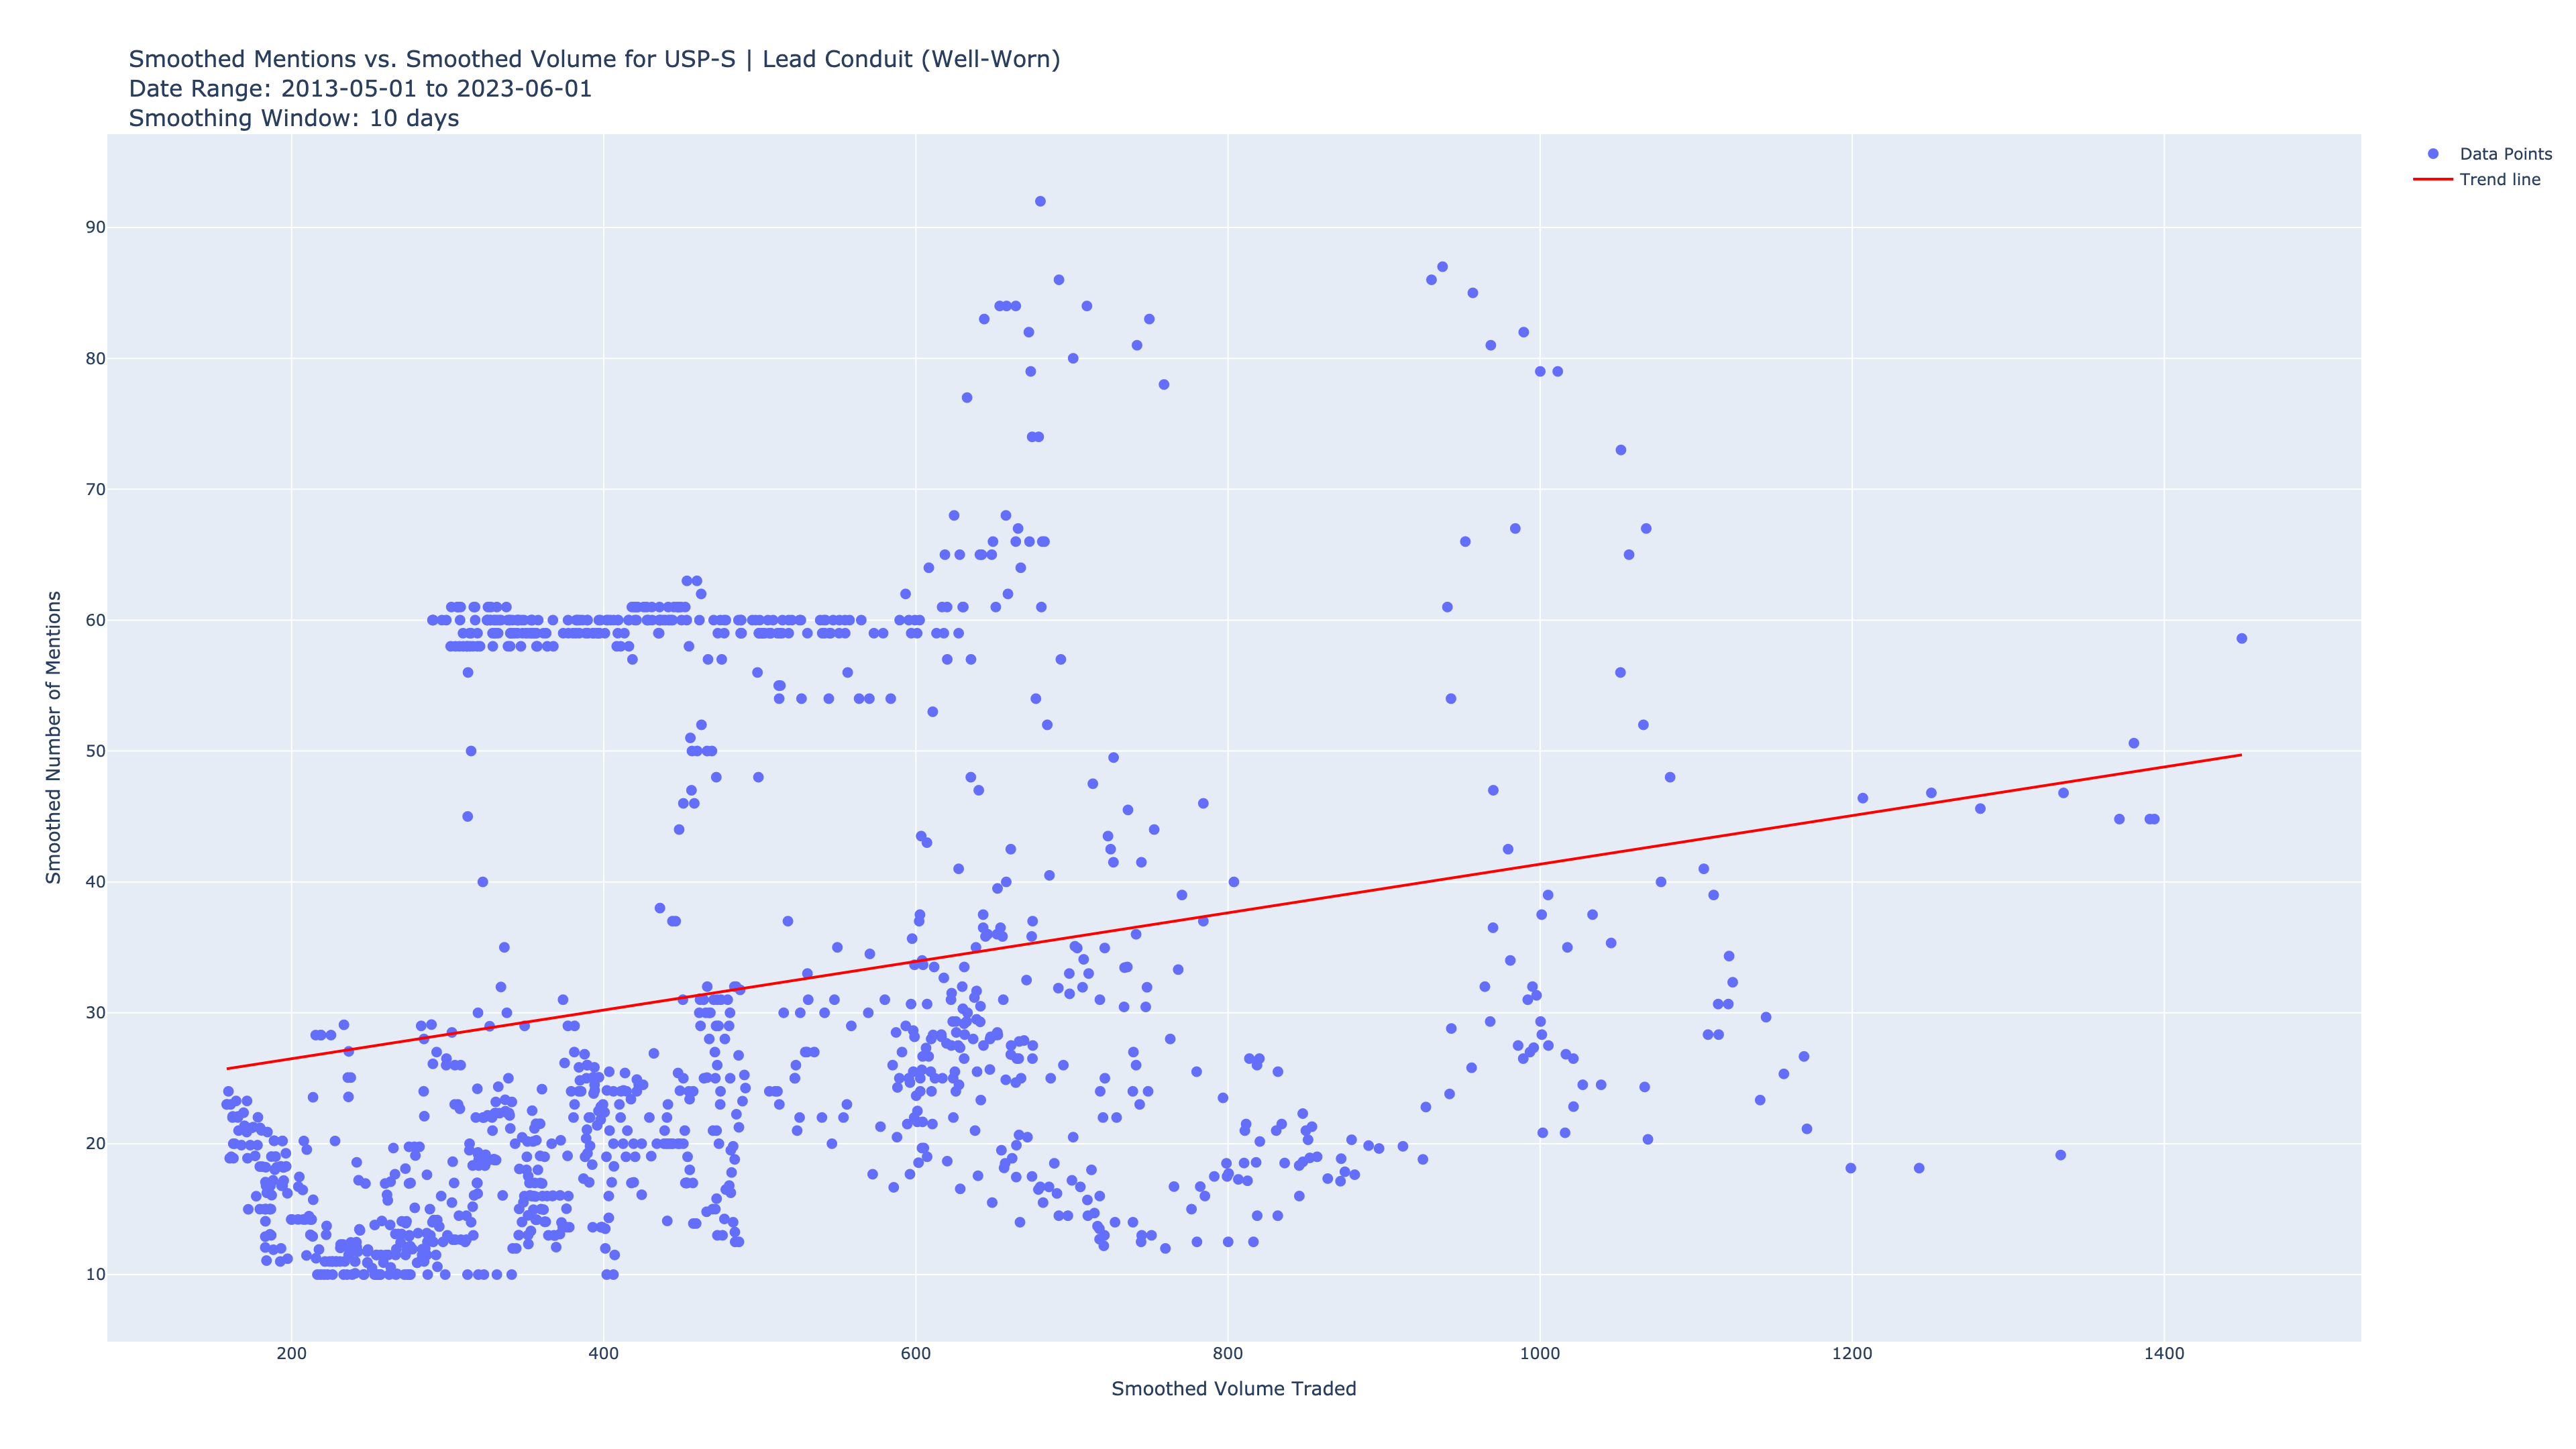 Smoothed Mentions vs. Smoothed Volume for USP-S | Lead Conduit (Well-Worn)
Date Range: 2013-05-01 to 2023-06-01
Smoothing Window: 10 days
Data Points
Trend line
Smoothed Number of Mentions
90
80
70
60
50
40
30
20
10
200
400
600
800
1000
1200
1400
Smoothed Volume Traded